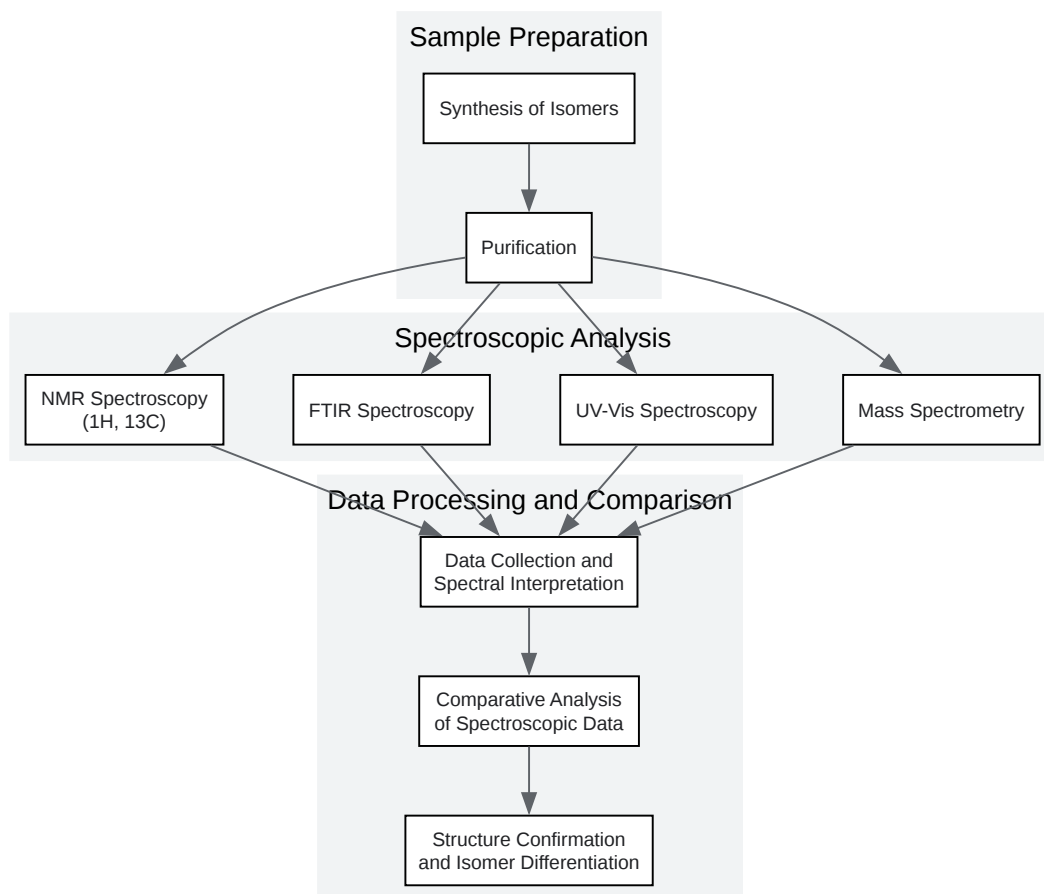 Sample Preparation
Synthesis of Isomers
Purification
Spectroscopic Analysis
NMR Spectroscopy
(1H, 13C)
FTIR Spectroscopy
UV-Vis Spectroscopy
Mass Spectrometry
Data Processing and Comparison
Data Collection and
Spectral Interpretation
Comparative Analysis
of Spectroscopic Data
Structure Confirmation
and Isomer Differentiation